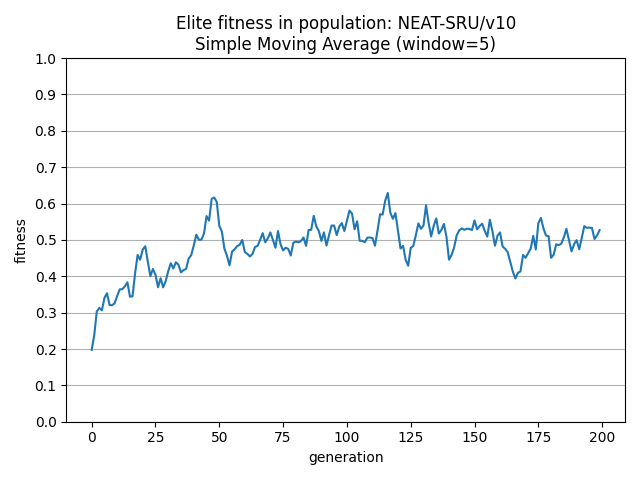 Elite fitness in population: NEAT-SRU/v10
Simple Moving Average (window=5)
1.0
0.9
0.8
0.7
0.6
0.5
0.4
0.3
0.2
0.1
0.0
fitness
0 25 50 75 100 125 150 175 200
generation